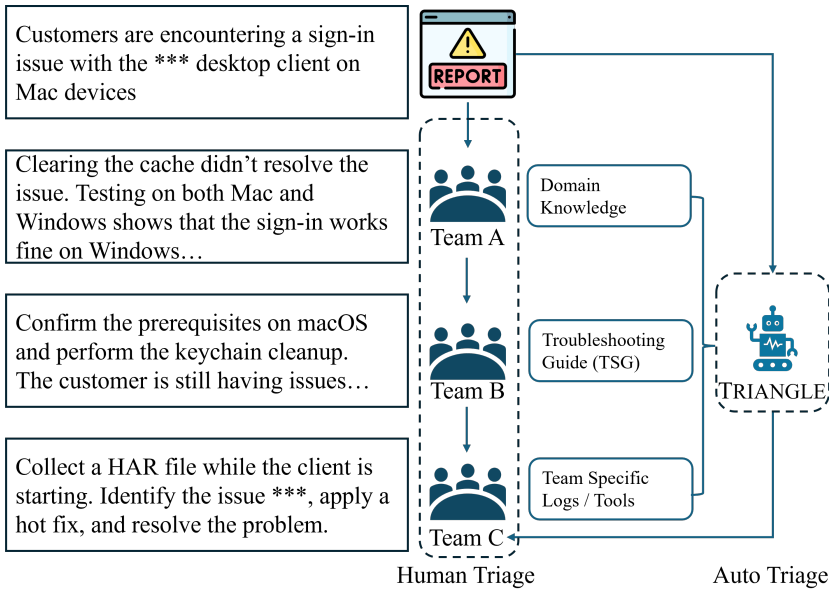 Customers are encountering a sign-in
issue with the *** desktop client on
Mac devices
REPORT
Clearing the cache didn't resolve the
issue. Testing on both Mac and
Windows shows that the sign-in works
fine on Windows…
Team A
Domain
Knowledge
Confirm the prerequisites on macOS
and perform the keychain cleanup.
The customer is still having issues…
Team B
Troubleshooting
Guide (TSG)
TRIANGLE
Collect a HAR file while the client is
starting. Identify the issue ***, apply a
hot fix, and resolve the problem.
Team C
Team Specific
Logs / Tools
Human Triage
Auto Triage